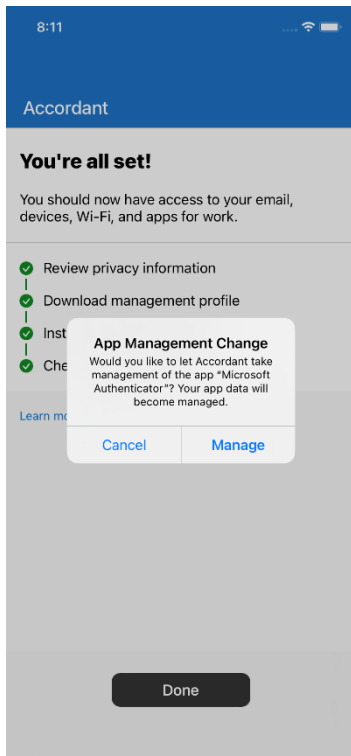 8:11
Accordant
You're all set!
You should now have access to your email,
devices, Wi-Fi, and apps for work.
Review privacy information
Download management profile
Inst
Che
Learn mo
App Management Change
Would you like to let Accordant take
management of the app “Microsoft
Authenticator”? Your app data will
become managed.
Cancel
Manage
Done